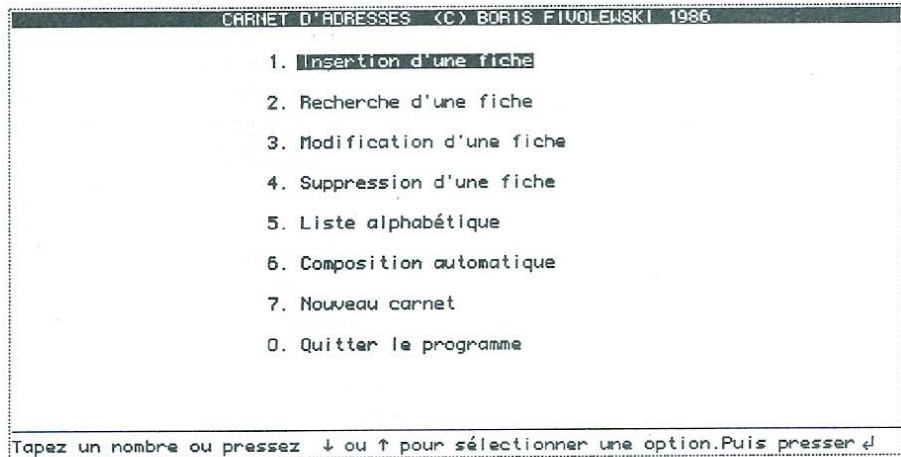 CARNET D'ADRESSES (C) BORIS FIVOLEWSKI 1986
1. Insertion d'une fiche
2. Recherche d'une fiche
3. Modification d'une fiche
4. Suppression d'une fiche
5. Liste alphabétique
6. Composition automatique
7. Nouveau carnet
0. Quitter le programme
Tapez un nombre ou pressez ↓ ou ↑ pour sélectionner une option.Puis presser ↲